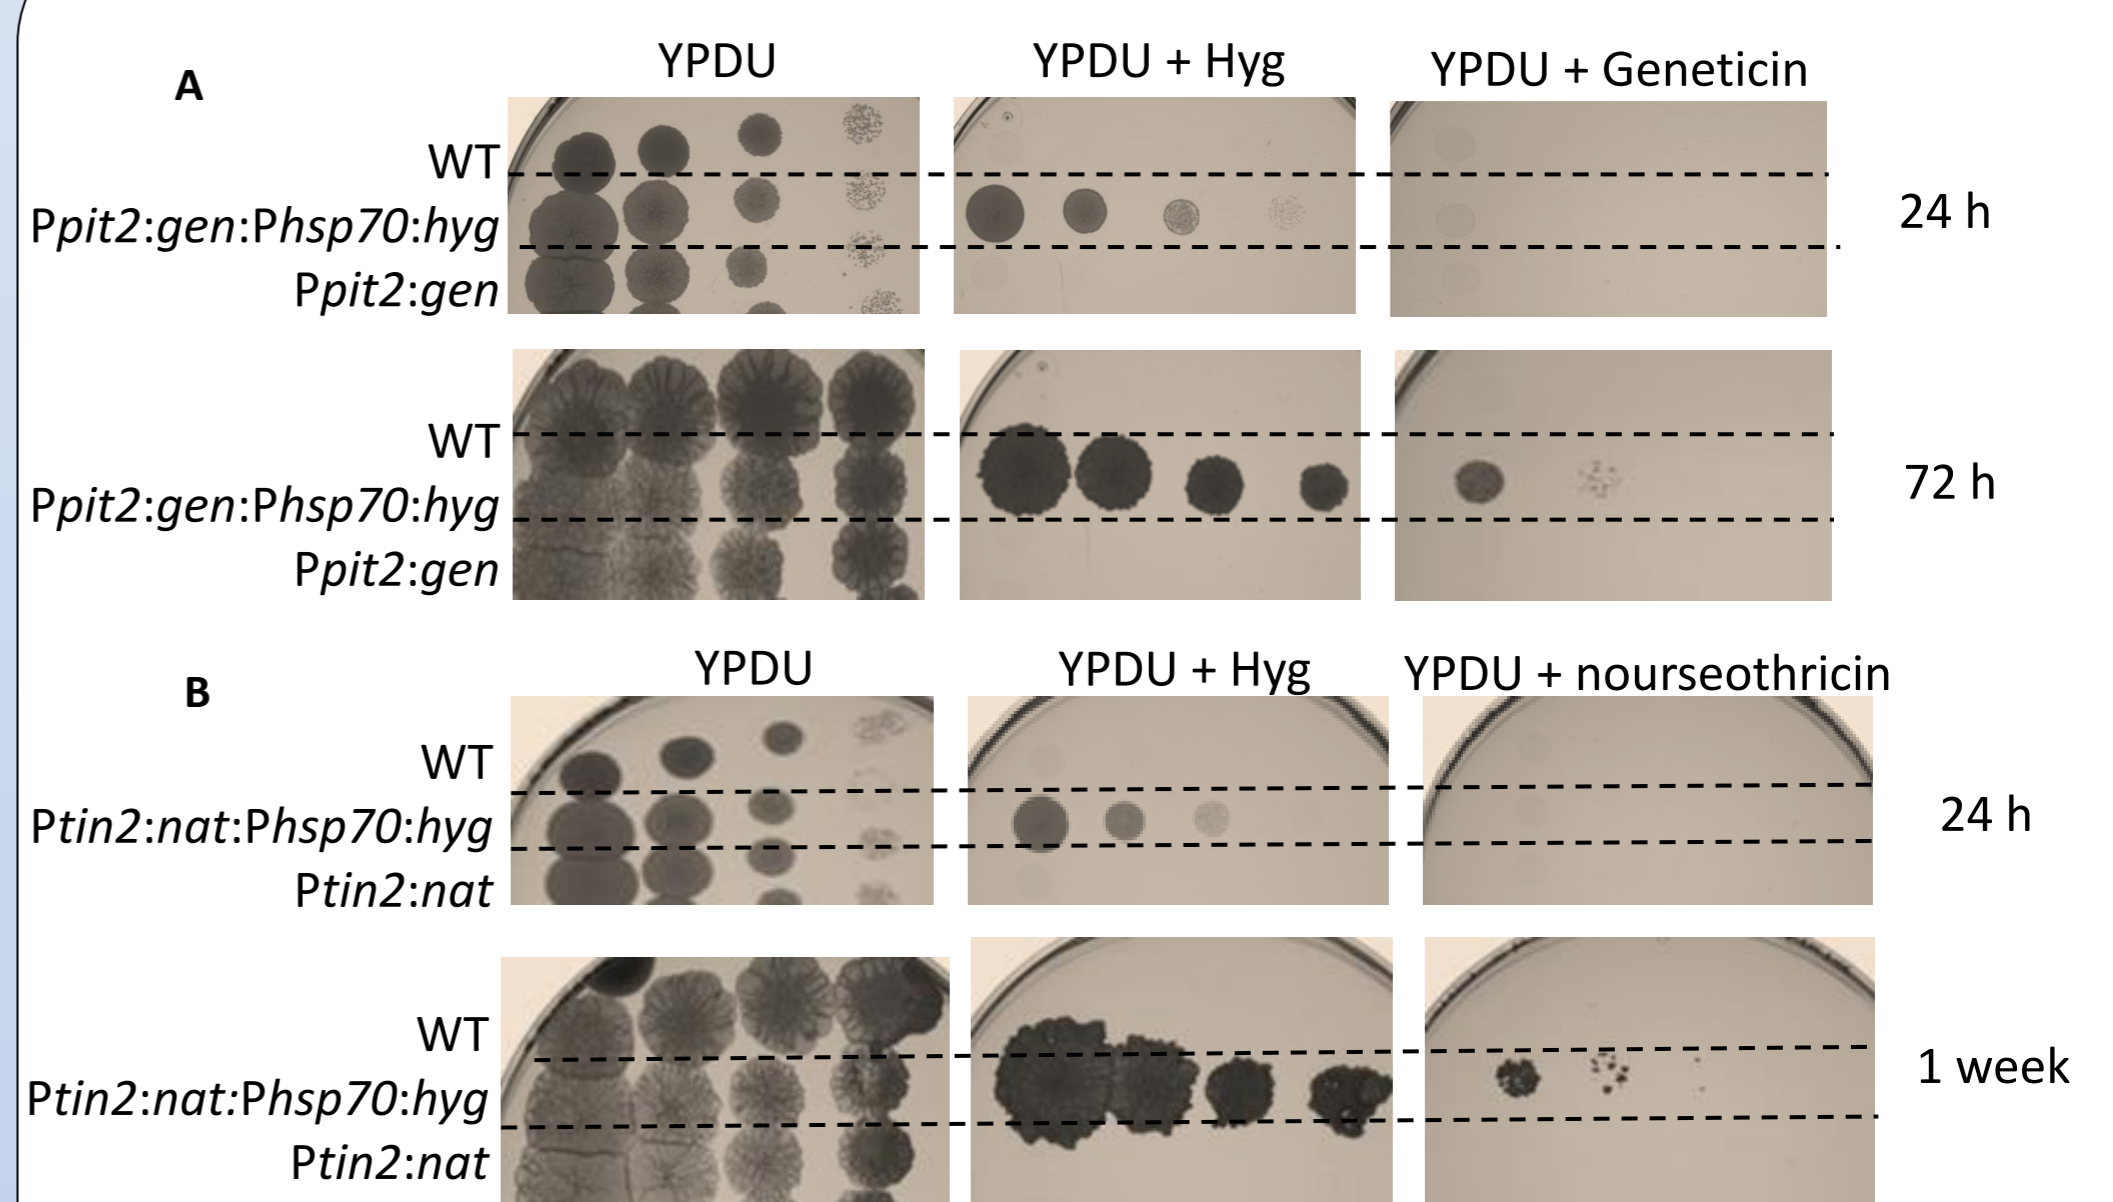 A
YPDU
YPDU + Hyg
YPDU + Geneticin
WT
Ppit2:gen:Phsp70:hyg
Ppit2:gen
24 h
WT
Ppit2:gen:Phsp70:hyg
Ppit2:gen
72 h
B
YPDU
YPDU + Hyg
YPDU + nourseothricin
WT
Ptin2:nat:Phsp70:hyg
Ptin2:nat
24 h
WT
Ptin2:nat:Phsp70:hyg
Ptin2:nat
1 week